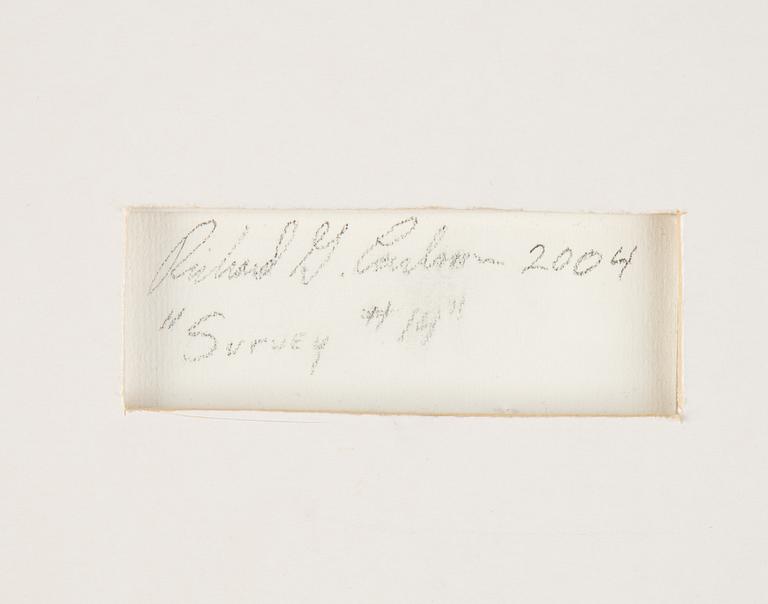 Richard G. Carlson 2004
"Survey #14"